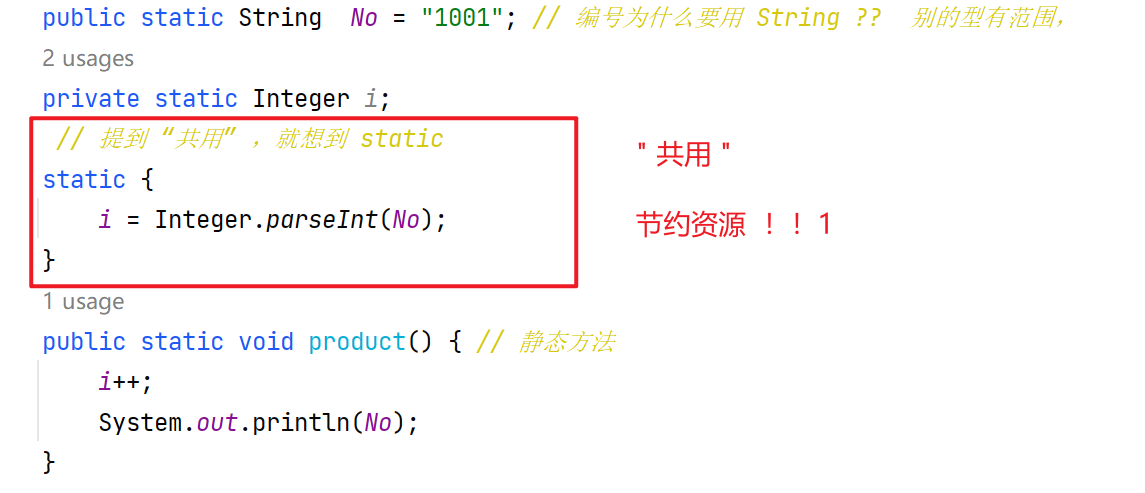 public static String  No = "1001"; // 编号为什么要用 String ??  别的型有范围，
2 usages
private static Integer i;
// 提到 “共用” ，就想到 static
static {
" 共用 "
i = Integer.parseInt(No);
节约资源 ！！1
}
1 usage
public static void product() { // 静态方法
i++;
System.out.println(No);
}